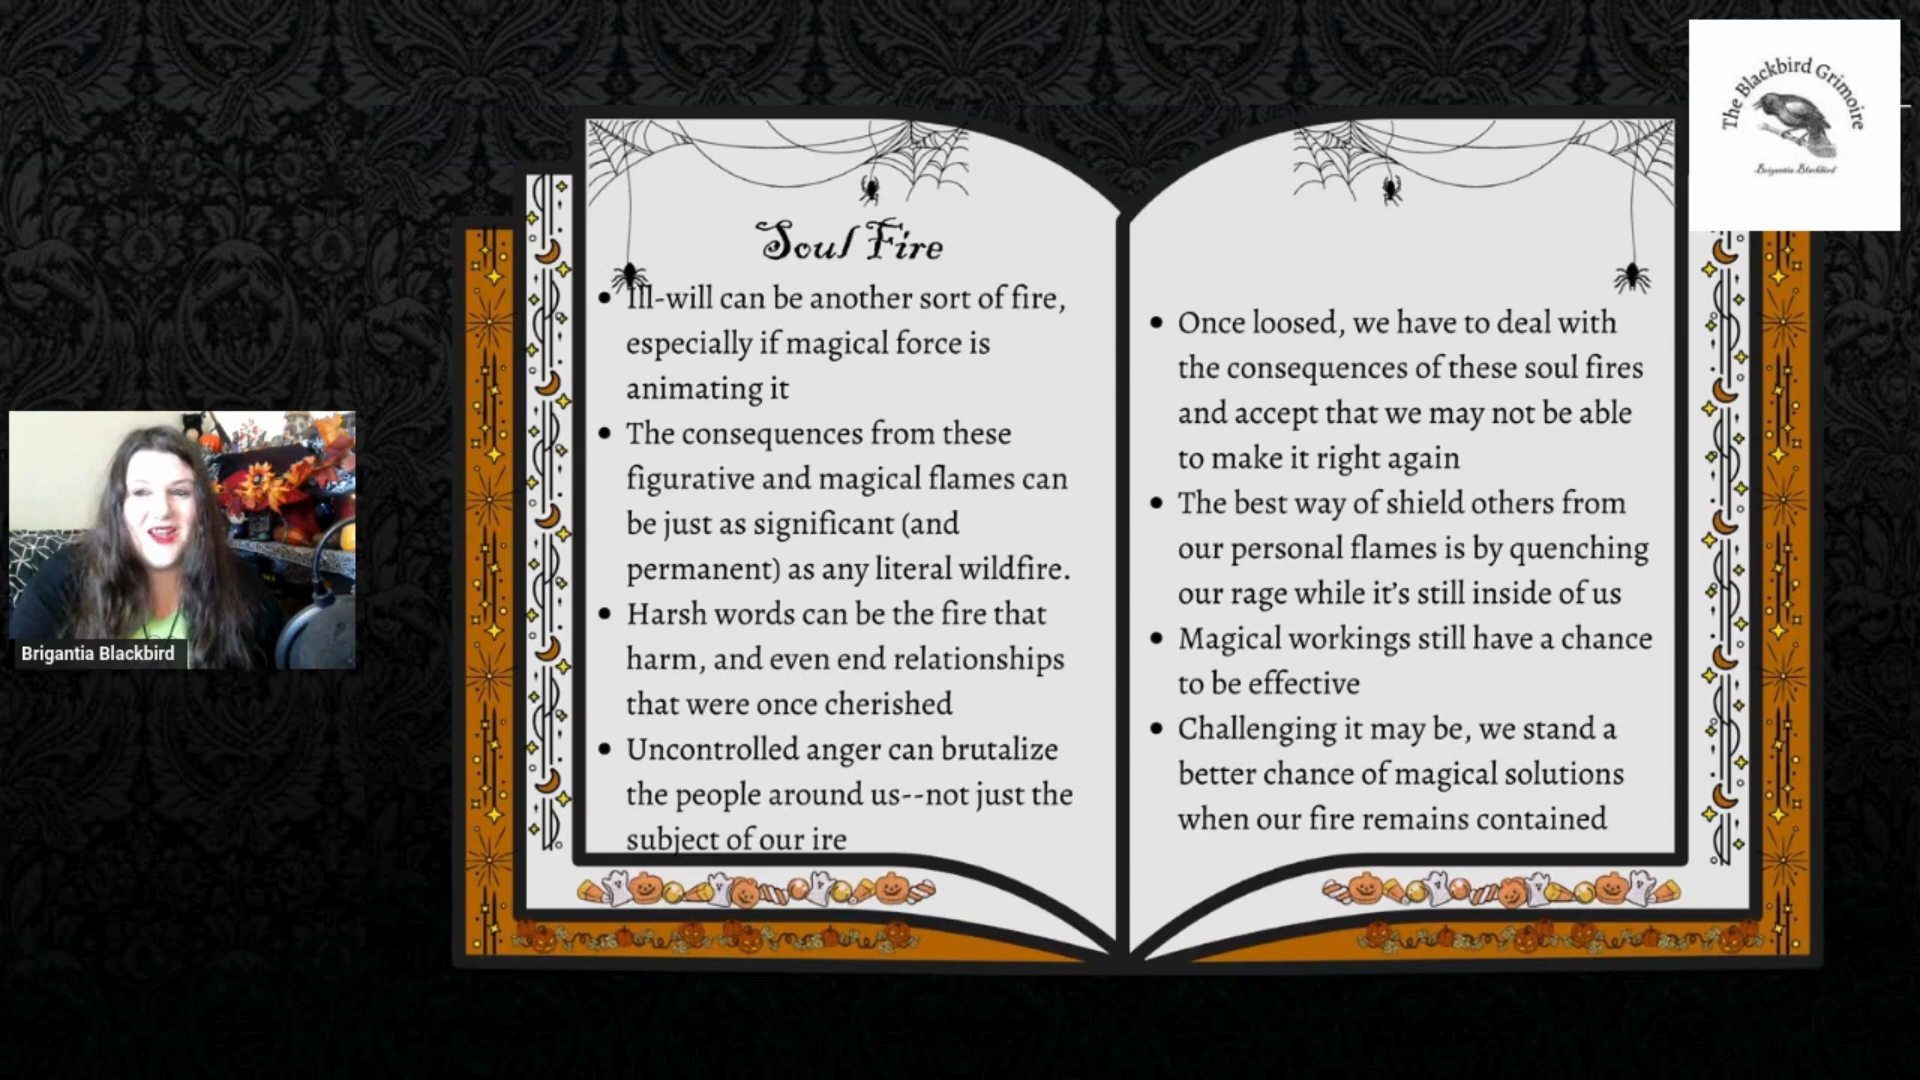 The Blackbird Grimoire
Brigantia Blackbird
Soul Fire
• Ill-will can be another sort of fire,
especially if magical force is
animating it
• The consequences from these
figurative and magical flames can
be just as significant (and
permanent) as any literal wildfire.
• Harsh words can be the fire that
harm, and even end relationships
that were once cherished
• Uncontrolled anger can brutalize
the people around us--not just the
subject of our ire
• Once loosed, we have to deal with
the consequences of these soul fires
and accept that we may not be able
to make it right again
• The best way of shield others from
our personal flames is by quenching
our rage while it’s still inside of us
• Magical workings still have a chance
to be effective
• Challenging it may be, we stand a
better chance of magical solutions
when our fire remains contained
Brigantia Blackbird